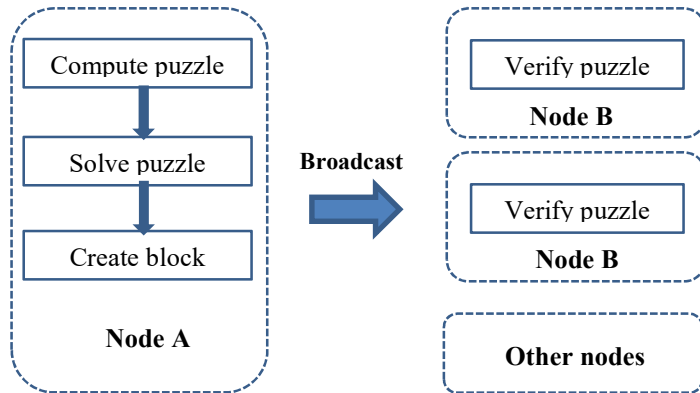 Compute puzzle
Solve puzzle
Create block
Node A
Broadcast
Verify puzzle
Node B
Verify puzzle
Node B
Other nodes